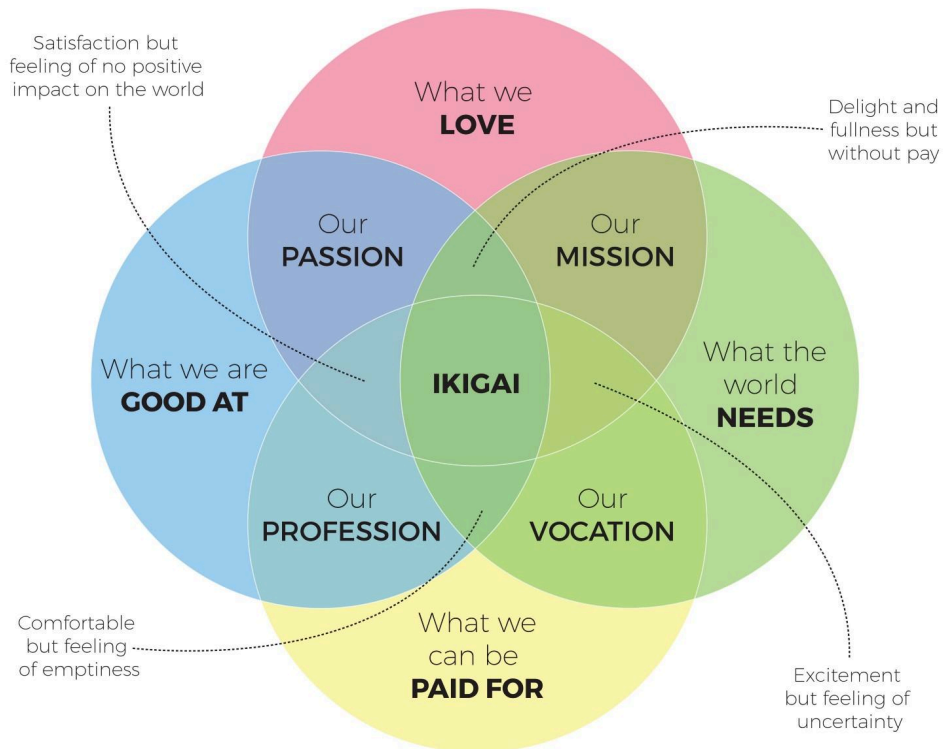 Satisfaction but
feeling of no positive
impact on the world
What we
LOVE
Delight and
fullness but
without pay
Our
PASSION
Our
MISSION
What we are
GOOD AT
IKIGAI
What the
world
NEEDS
Our
PROFESSION
Our
VOCATION
Comfortable
but feeling
of emptiness
What we
can be
PAID FOR
Excitement
but feeling of
uncertainty